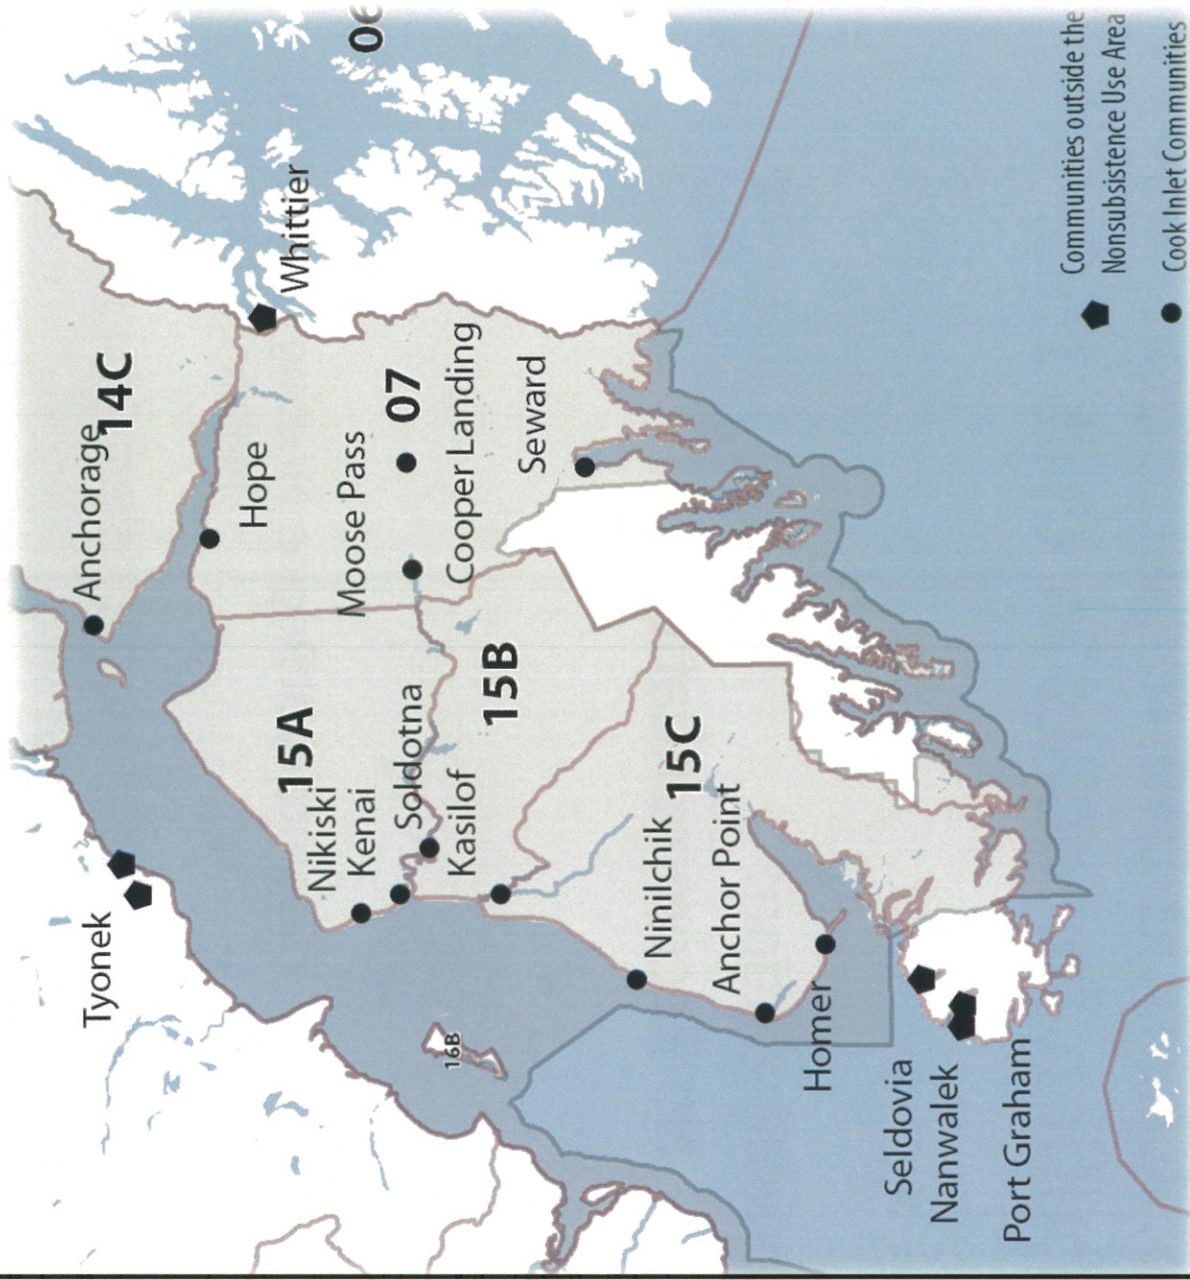 Tyonek
Anchorage
14C
Hope
Whittier
15A
Nikiski
Moose Pass
Kenai
06
07
Soldotna
16B
Kasilof
Cooper Landing
15B
Seward
Ninilchik
15C
Anchor Point
Homer
Seldovia
Nanwalek
Port Graham
Communities outside the
Nonsubsistence Use Area
Cook Inlet Communities